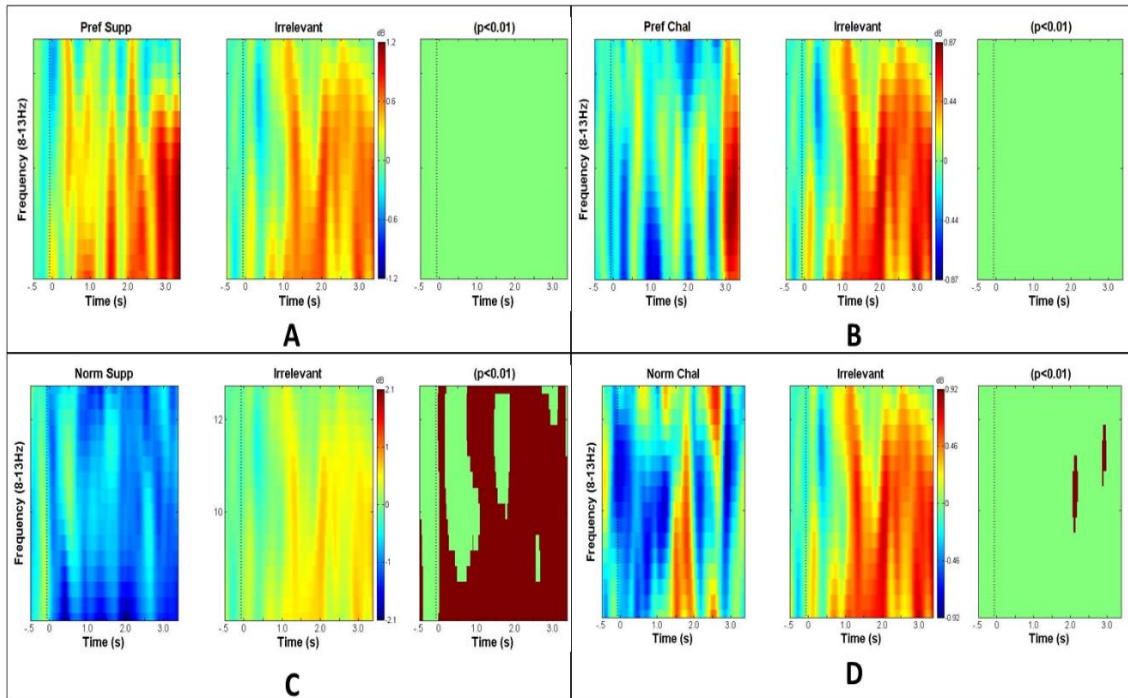 Pref Supp
Irrelevant
(p<0.01)
dB
1.2
0.6
0
-0.6
-1.2
Frequency (8-13Hz)
-.5 0 1.0 2.0 3.0
-.5 0 1.0 2.0 3.0
-.5 0 1.0 2.0 3.0
Time (s)
Time (s)
Time (s)
A
Pref Chal
Irrelevant
(p<0.01)
dB
0.87
0.44
0
-0.44
-0.87
Frequency (8-13Hz)
-.5 0 1.0 2.0 3.0
-.5 0 1.0 2.0 3.0
-.5 0 1.0 2.0 3.0
Time (s)
Time (s)
Time (s)
B
Norm Supp
Irrelevant
(p<0.01)
dB
2.1
1
0
-1
-2.1
12
10
Frequency (8-13Hz)
-.5 0 1.0 2.0 3.0
-.5 0 1.0 2.0 3.0
-.5 0 1.0 2.0 3.0
Time (s)
Time (s)
Time (s)
C
Norm Chal
Irrelevant
(p<0.01)
dB
0.92
0.46
0
-0.46
-0.92
Frequency (8-13Hz)
-.5 0 1.0 2.0 3.0
-.5 0 1.0 2.0 3.0
-.5 0 1.0 2.0 3.0
Time (s)
Time (s)
Time (s)
D